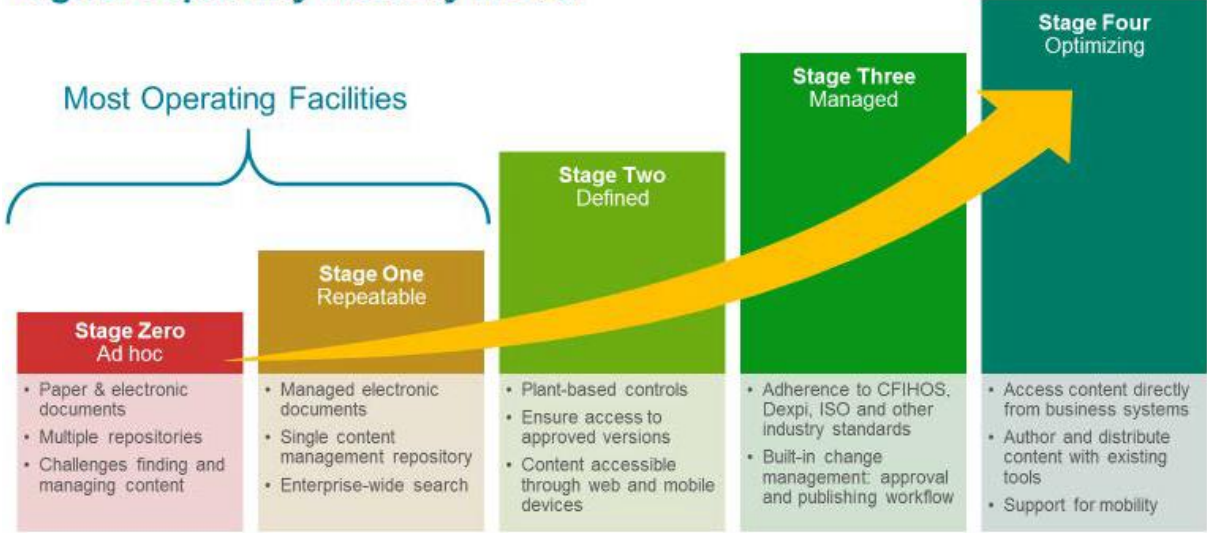 Most Operating Facilities
Stage Zero
Ad hoc
• Paper & electronic
documents
• Multiple repositories
• Challenges finding and
managing content
Stage One
Repeatable
• Managed electronic
documents
• Single content
management repository
• Enterprise-wide search
Stage Two
Defined
• Plant-based controls
• Ensure access to
approved versions
• Content accessible
through web and mobile
devices
Stage Three
Managed
• Adherence to CFIHOS,
Dexpi, ISO and other
industry standards
• Built-in change
management: approval
and publishing workflow
Stage Four
Optimizing
• Access content directly
from business systems
• Author and distribute
content with existing
tools
• Support for mobility